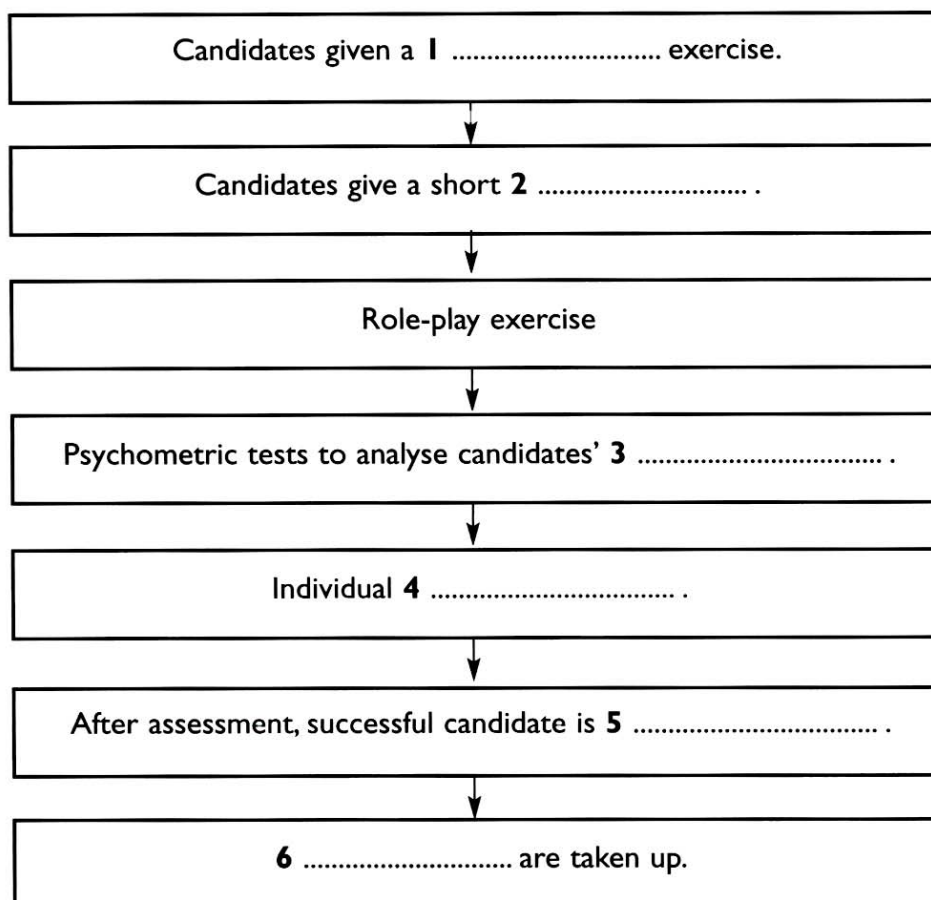 Candidates given a 1 .............................. exercise.
Candidates give a short 2 .............................. .
Role-play exercise
Psychometric tests to analyse candidates’ 3 ................................... .
Individual 4 ................................... .
After assessment, successful candidate is 5 ................................... .
6 .............................. are taken up.